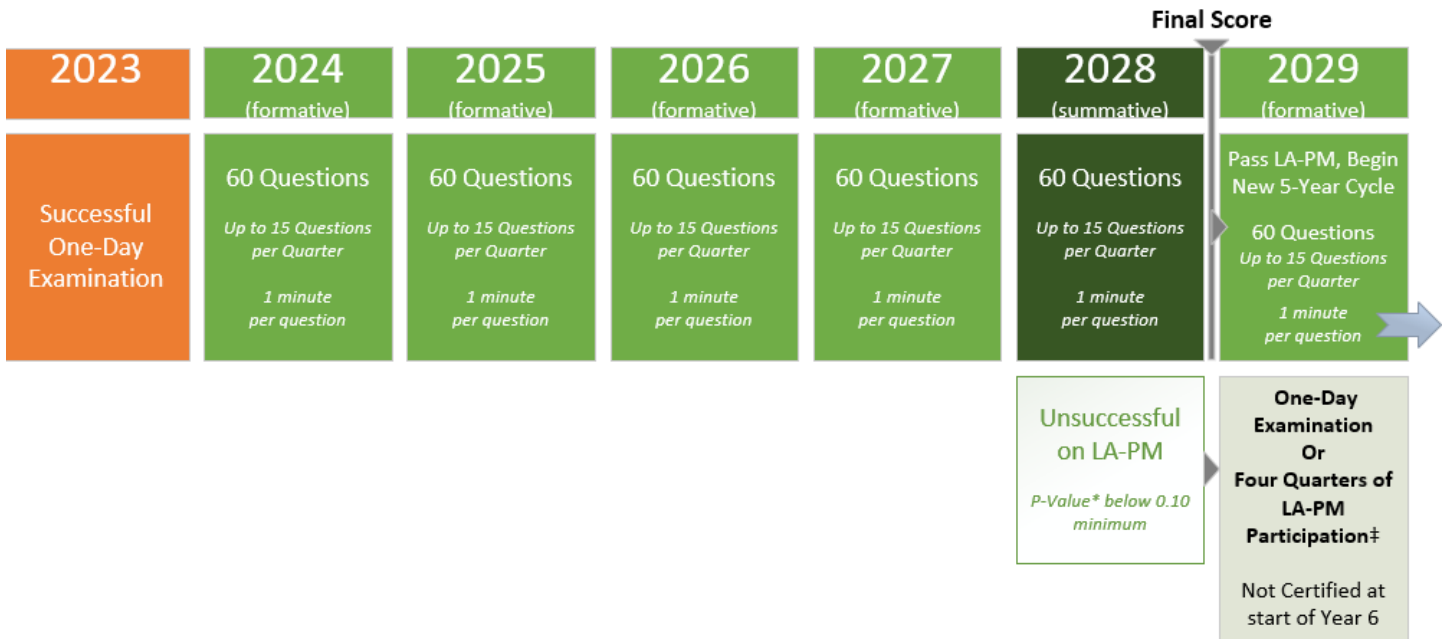 Final Score
2023
2024
(formative)
2025
(formative)
2026
(formative)
2027
(formative)
2028
(summative)
2029
(formative)
Successful
One-Day
Examination
60 Questions
Up to 15 Questions
per Quarter
1 minute
per question
60 Questions
Up to 15 Questions
per Quarter
1 minute
per question
60 Questions
Up to 15 Questions
per Quarter
1 minute
per question
60 Questions
Up to 15 Questions
per Quarter
1 minute
per question
60 Questions
Up to 15 Questions
per Quarter
1 minute
per question
Pass LA-PM, Begin
New 5-Year Cycle
60 Questions
Up to 15 Questions
per Quarter
1 minute
per question
Unsuccessful
on LA-PM
P-Value* below 0.10
minimum
One-Day
Examination
Or
Four Quarters of
LA-PM
Participation‡
Not Certified at
start of Year 6